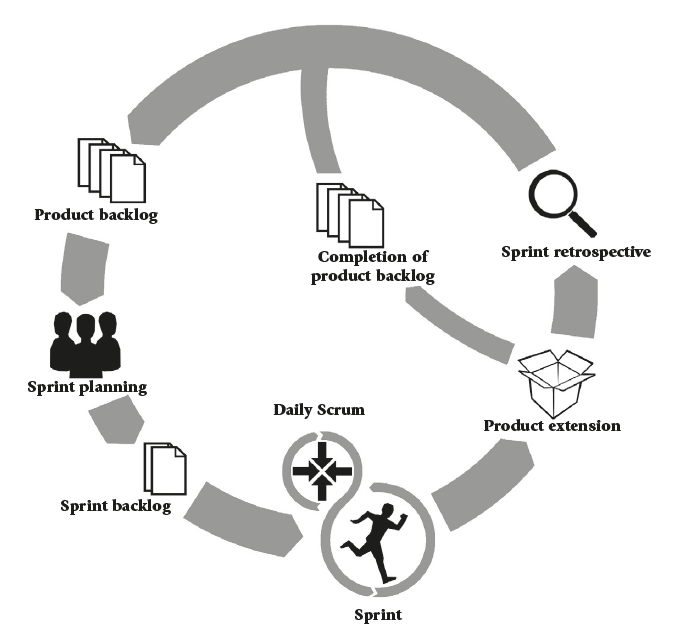 Product backlog
Completion of
product backlog
Sprint retrospective
Sprint planning
Daily Scrum
Product extension
Sprint backlog
Sprint